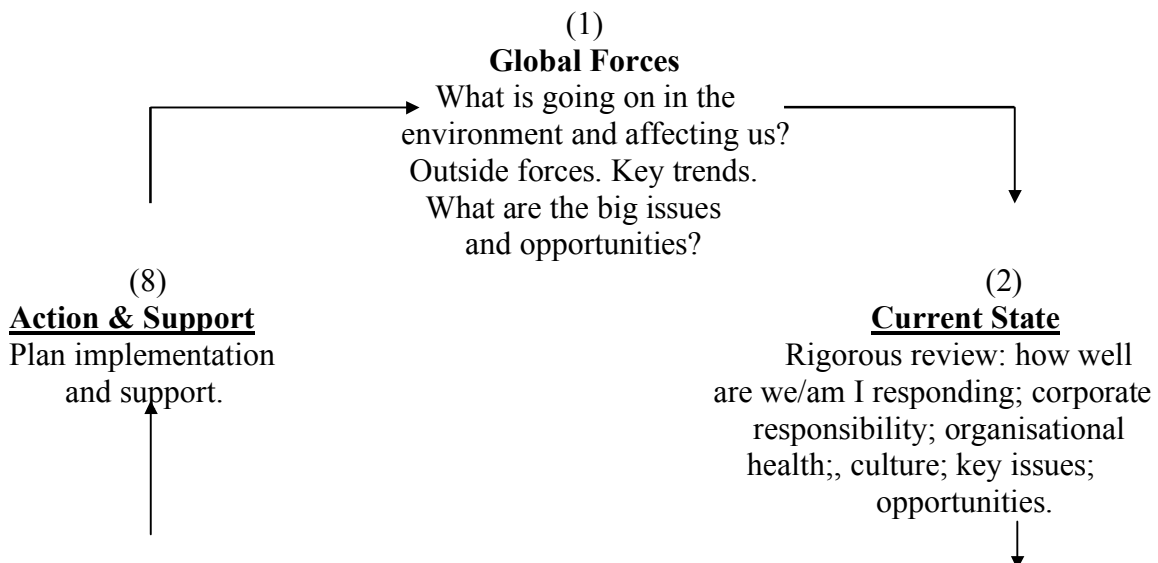 (1)
Global Forces
What is going on in the
environment and affecting us?
Outside forces. Key trends.
What are the big issues
and opportunities?
(8)
Action & Support
Plan implementation
and support.
(2)
Current State
Rigorous review: how well
are we/am I responding; corporate
responsibility; organisational
health;, culture; key issues;
opportunities.